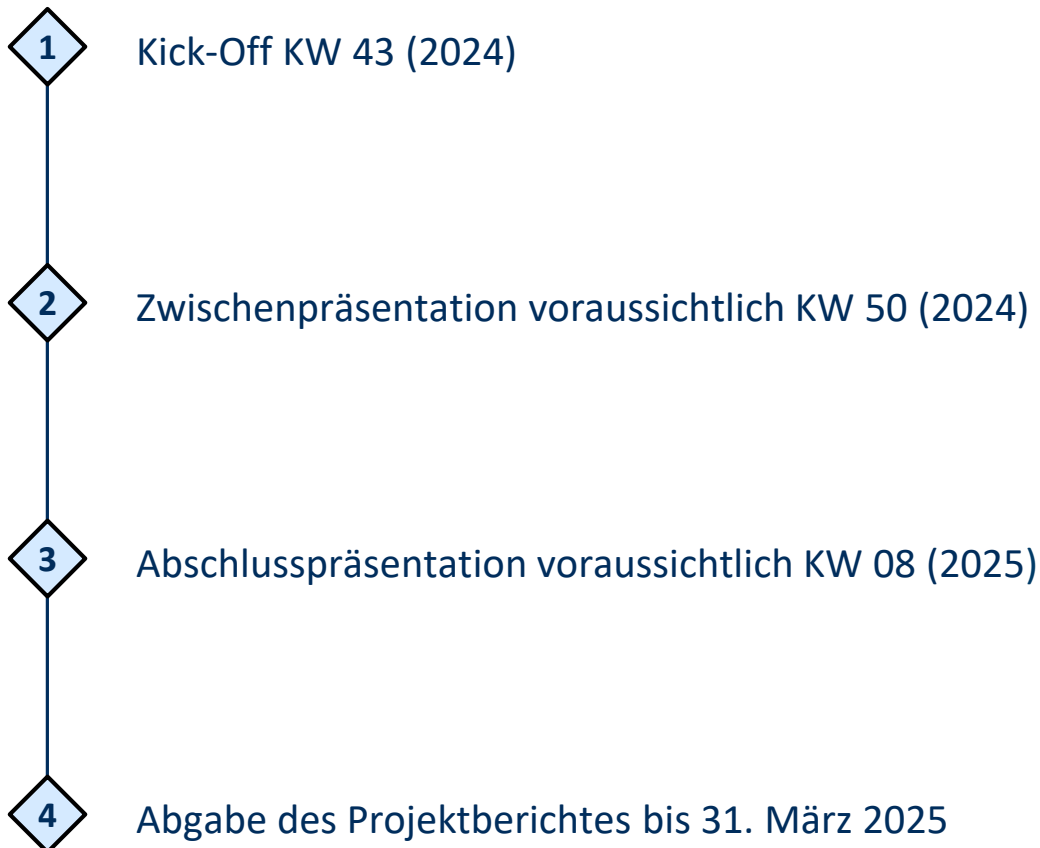 1 Kick-Off KW 43 (2024)
2 Zwischenpräsentation voraussichtlich KW 50 (2024)
3 Abschlusspräsentation voraussichtlich KW 08 (2025)
4 Abgabe des Projektberichtes bis 31. März 2025